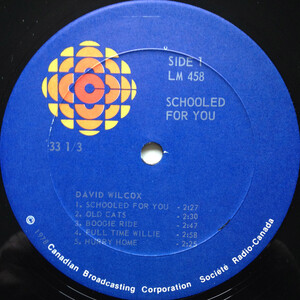 SIDE 1
LM 458
SCHOOLED
FOR YOU
33 1/3
DAVID WILCOX
1. SCHOOLED FOR YOU - 2:27
2. OLD CATS - 2:30
3. BOOGIE RIDE - 2:47
4. FULL TIME WILLIE - 2:58
5. HURRY HOME - 2:25
Canadian Broadcasting Corporation Société Radio-Canada